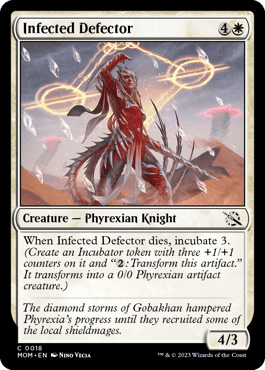 Infected Defector 4
Creature — Phyrexian Knight
When Infected Defector dies, incubate 3.
(Create an Incubator token with three +1/+1
counters on it and “2: Transform this artifact.”
It transforms into a 0/0 Phyrexian artifact
creature.)
The diamond storms of Gobakhan hampered
Phyrexia's progress until they recruited some of
the local shieldmages.
4/3
C 0018
MOM • EN Nino Vecia
™ & © 2023 Wizards of the Coast